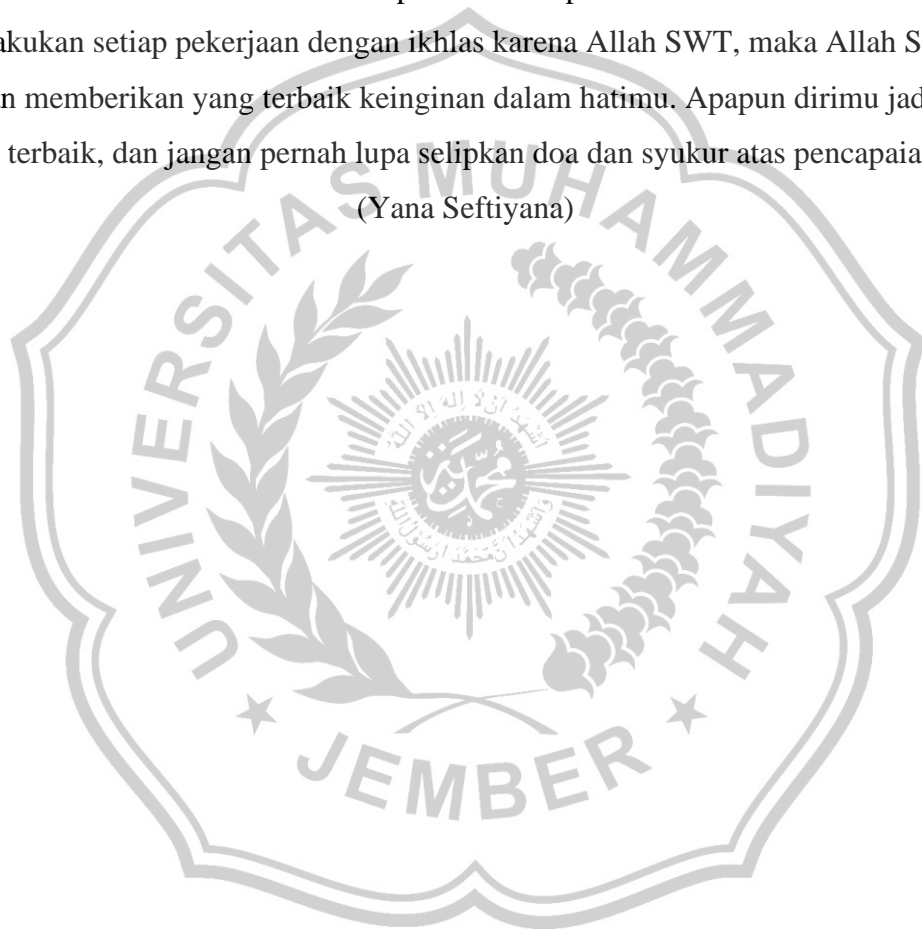 akukan setiap pekerjaan dengan ikhlas karena Allah SWT, maka Allah S
n memberikan yang terbaik keinginan dalam hatimu. Apapun dirimu jad
terbaik, dan jangan pernah lupa selipkan doa dan syukur atas pencapaia
(Yana Seftiyana)
UNIVERSITAS MUHAMMADIYAH
JEMBER